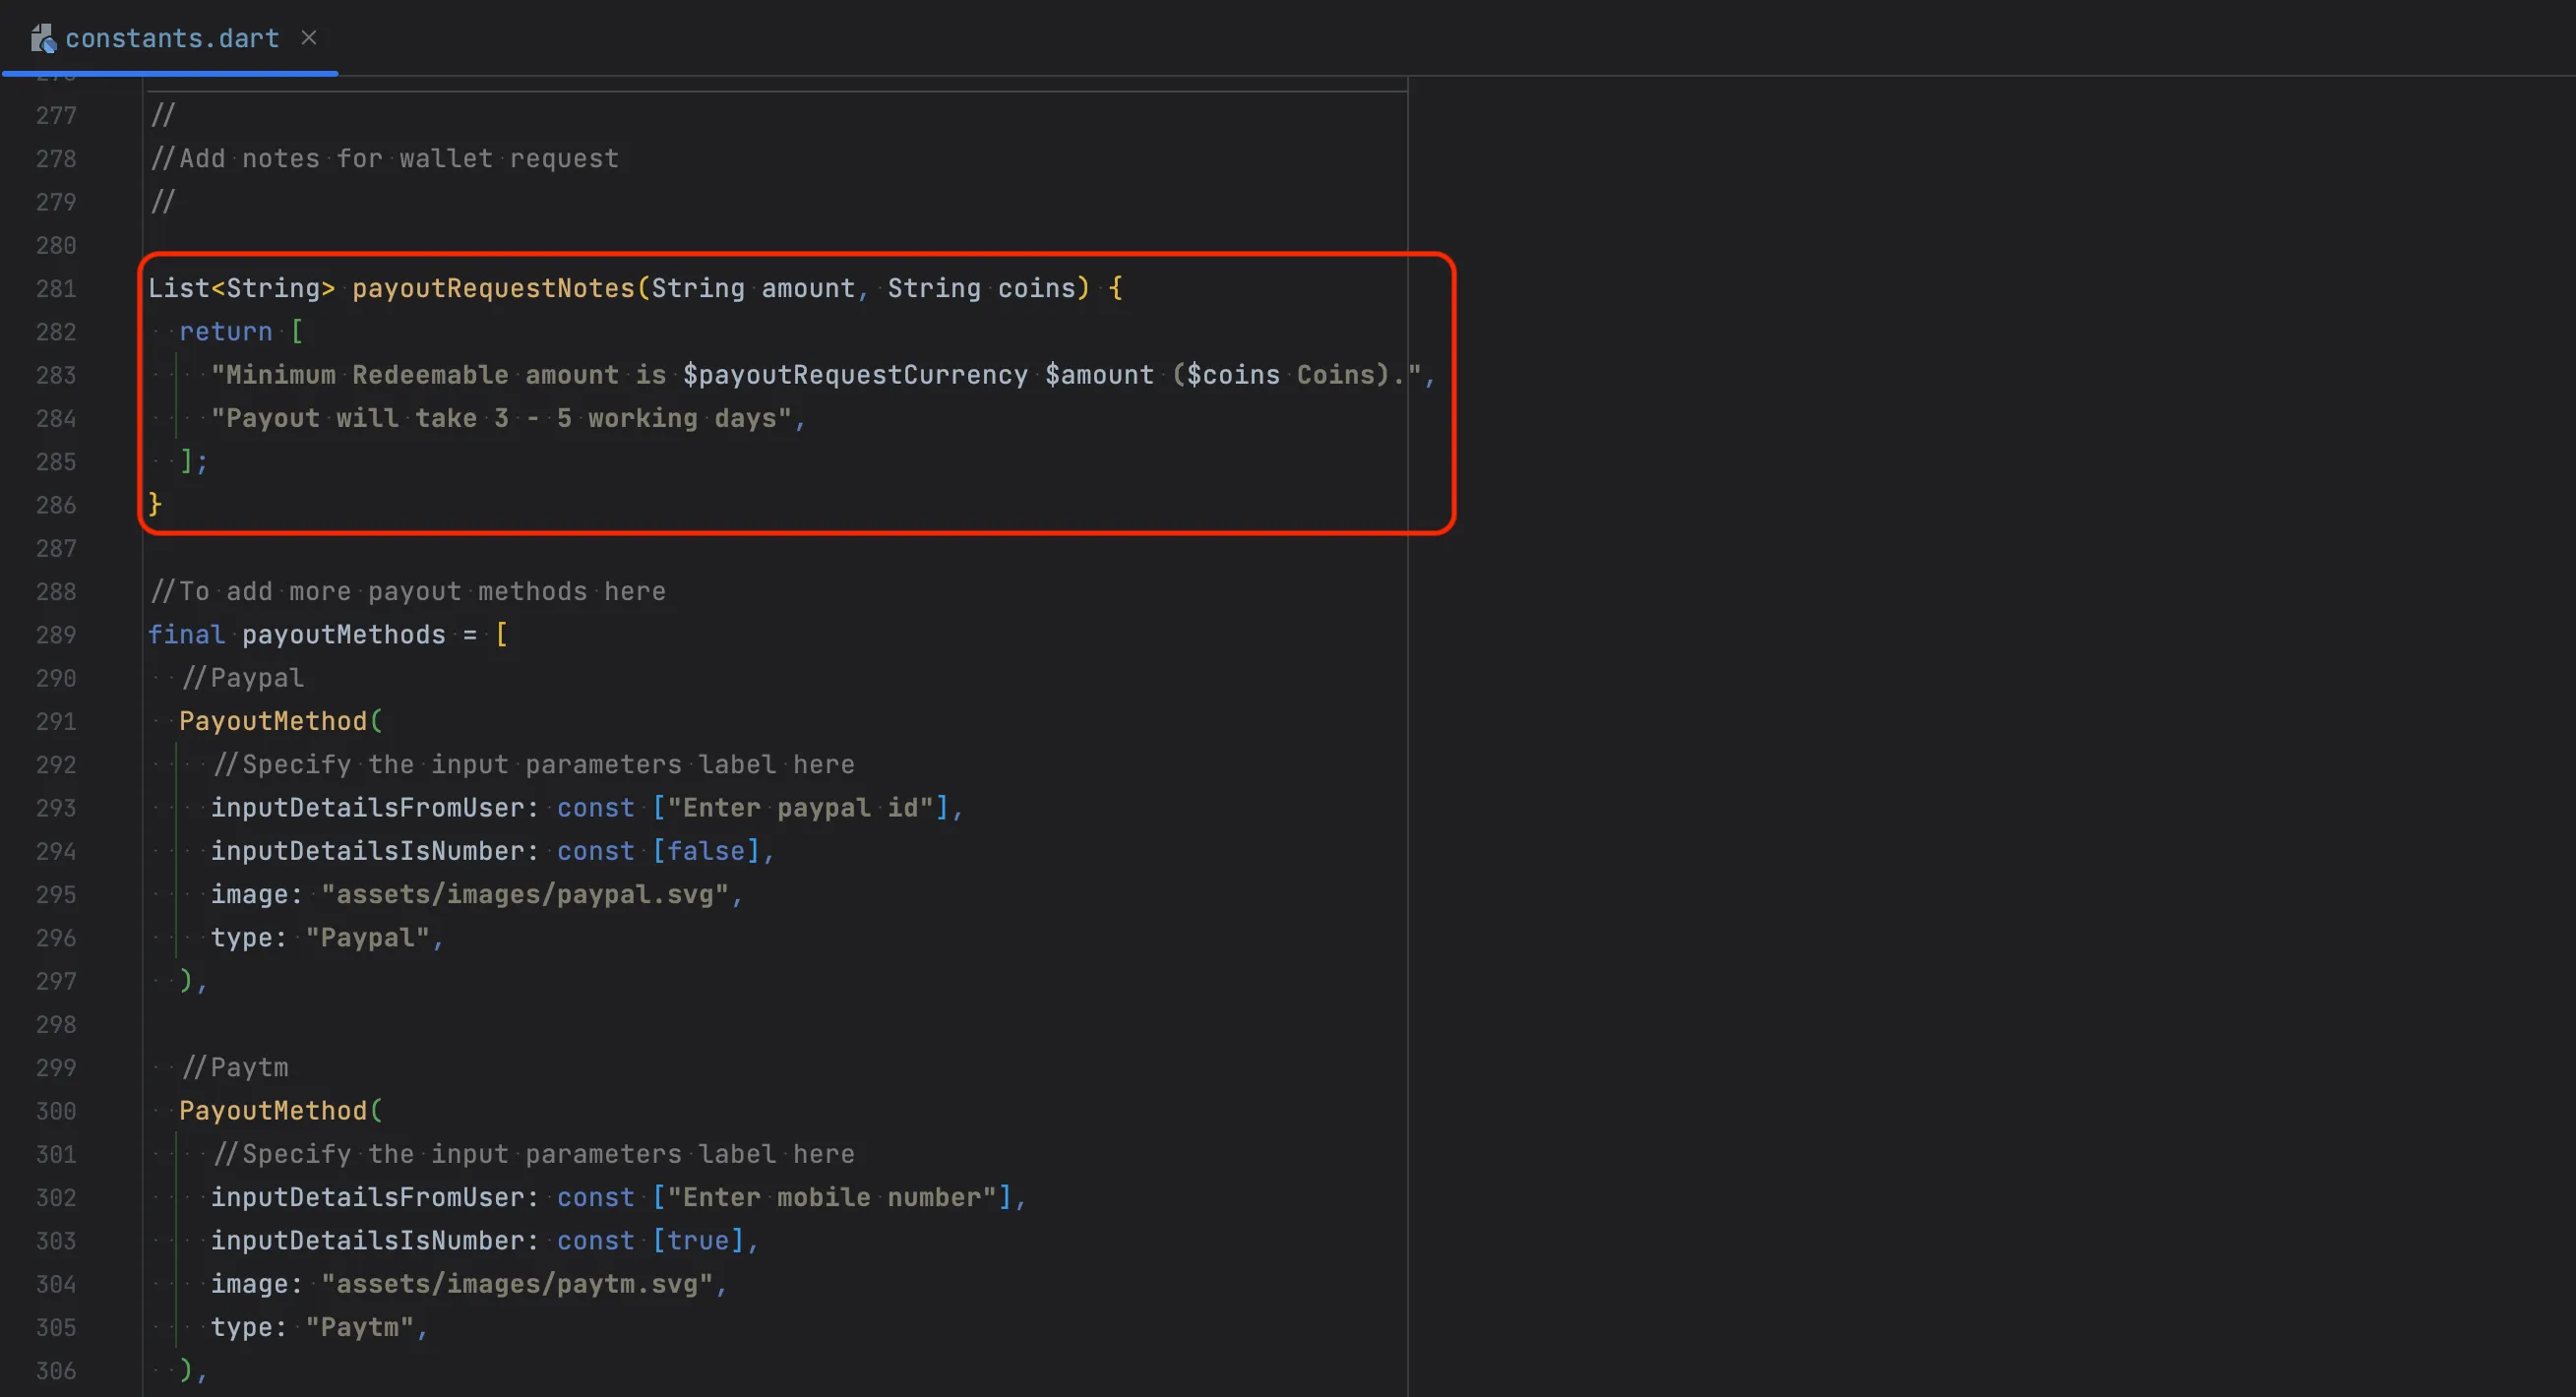 constants.dart ×
277 //
278 //Add notes for wallet request
279 //
280
281 List<String> payoutRequestNotes(String amount, String coins) {
282   return [
283     "Minimum Redeemable amount is $payoutRequestCurrency $amount ($coins Coins).",
284     "Payout will take 3 - 5 working days",
285   ];
286 }
287
288 //To add more payout methods here
289 final payoutMethods = [
290   //Paypal
291   PayoutMethod(
292     //Specify the input parameters label here
293     inputDetailsFromUser: const ["Enter paypal id"],
294     inputDetailsIsNumber: const [false],
295     image: "assets/images/paypal.svg",
296     type: "Paypal",
297   ),
298
299   //Paytm
300   PayoutMethod(
301     //Specify the input parameters label here
302     inputDetailsFromUser: const ["Enter mobile number"],
303     inputDetailsIsNumber: const [true],
304     image: "assets/images/paytm.svg",
305     type: "Paytm",
306   ),